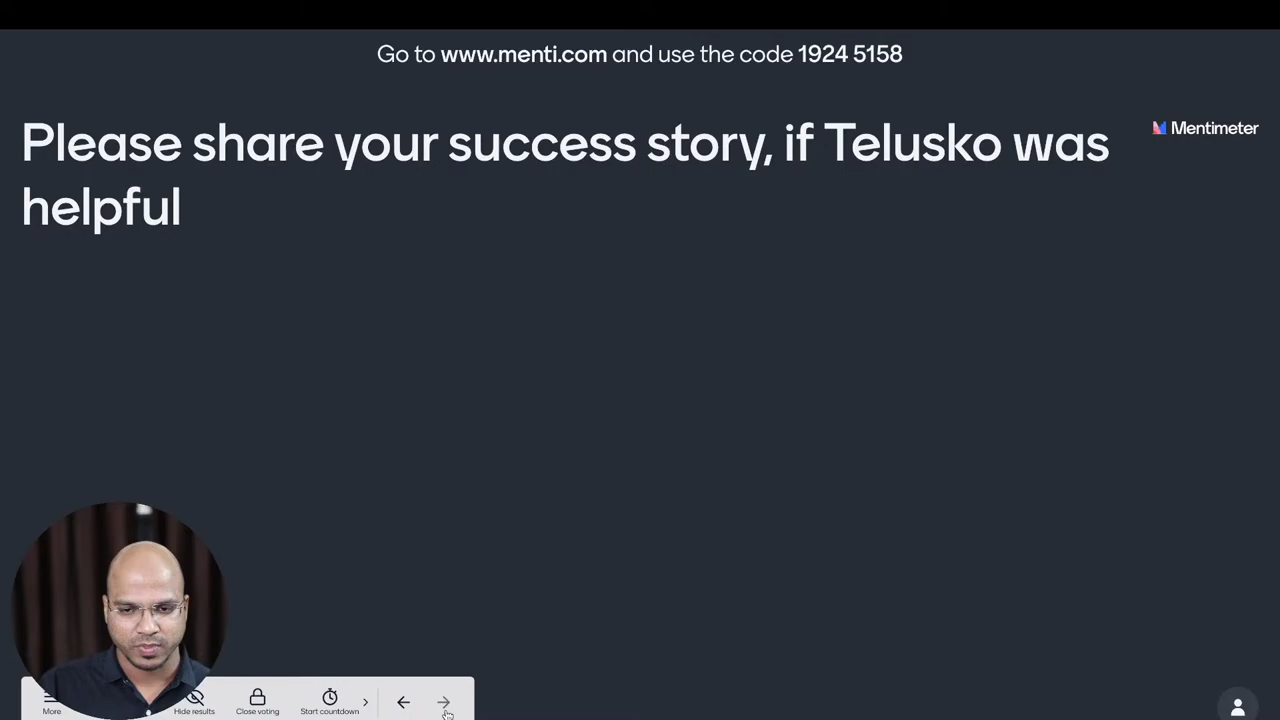 Go to www.menti.com and use the code 1924 5158
Please share your success story, if Telusko was
helpful
Mentimeter
More
Hide results
Close voting
Start countdown